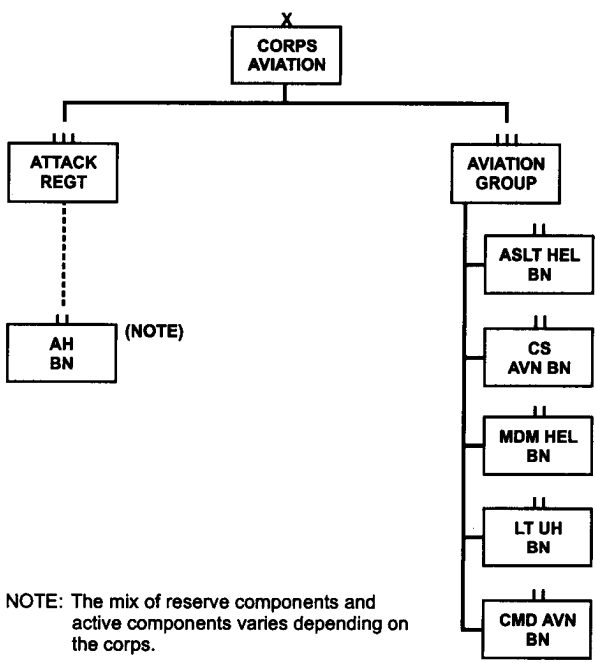 X
CORPS
AVIATION
III
ATTACK
REGT
III
AVIATION
GROUP
II
ASLT HEL
BN
II
AH
BN
(NOTE)
II
CS
AVN BN
II
MDM HEL
BN
II
LT UH
BN
II
CMD AVN
BN
NOTE: The mix of reserve components and
active components varies depending on
the corps.